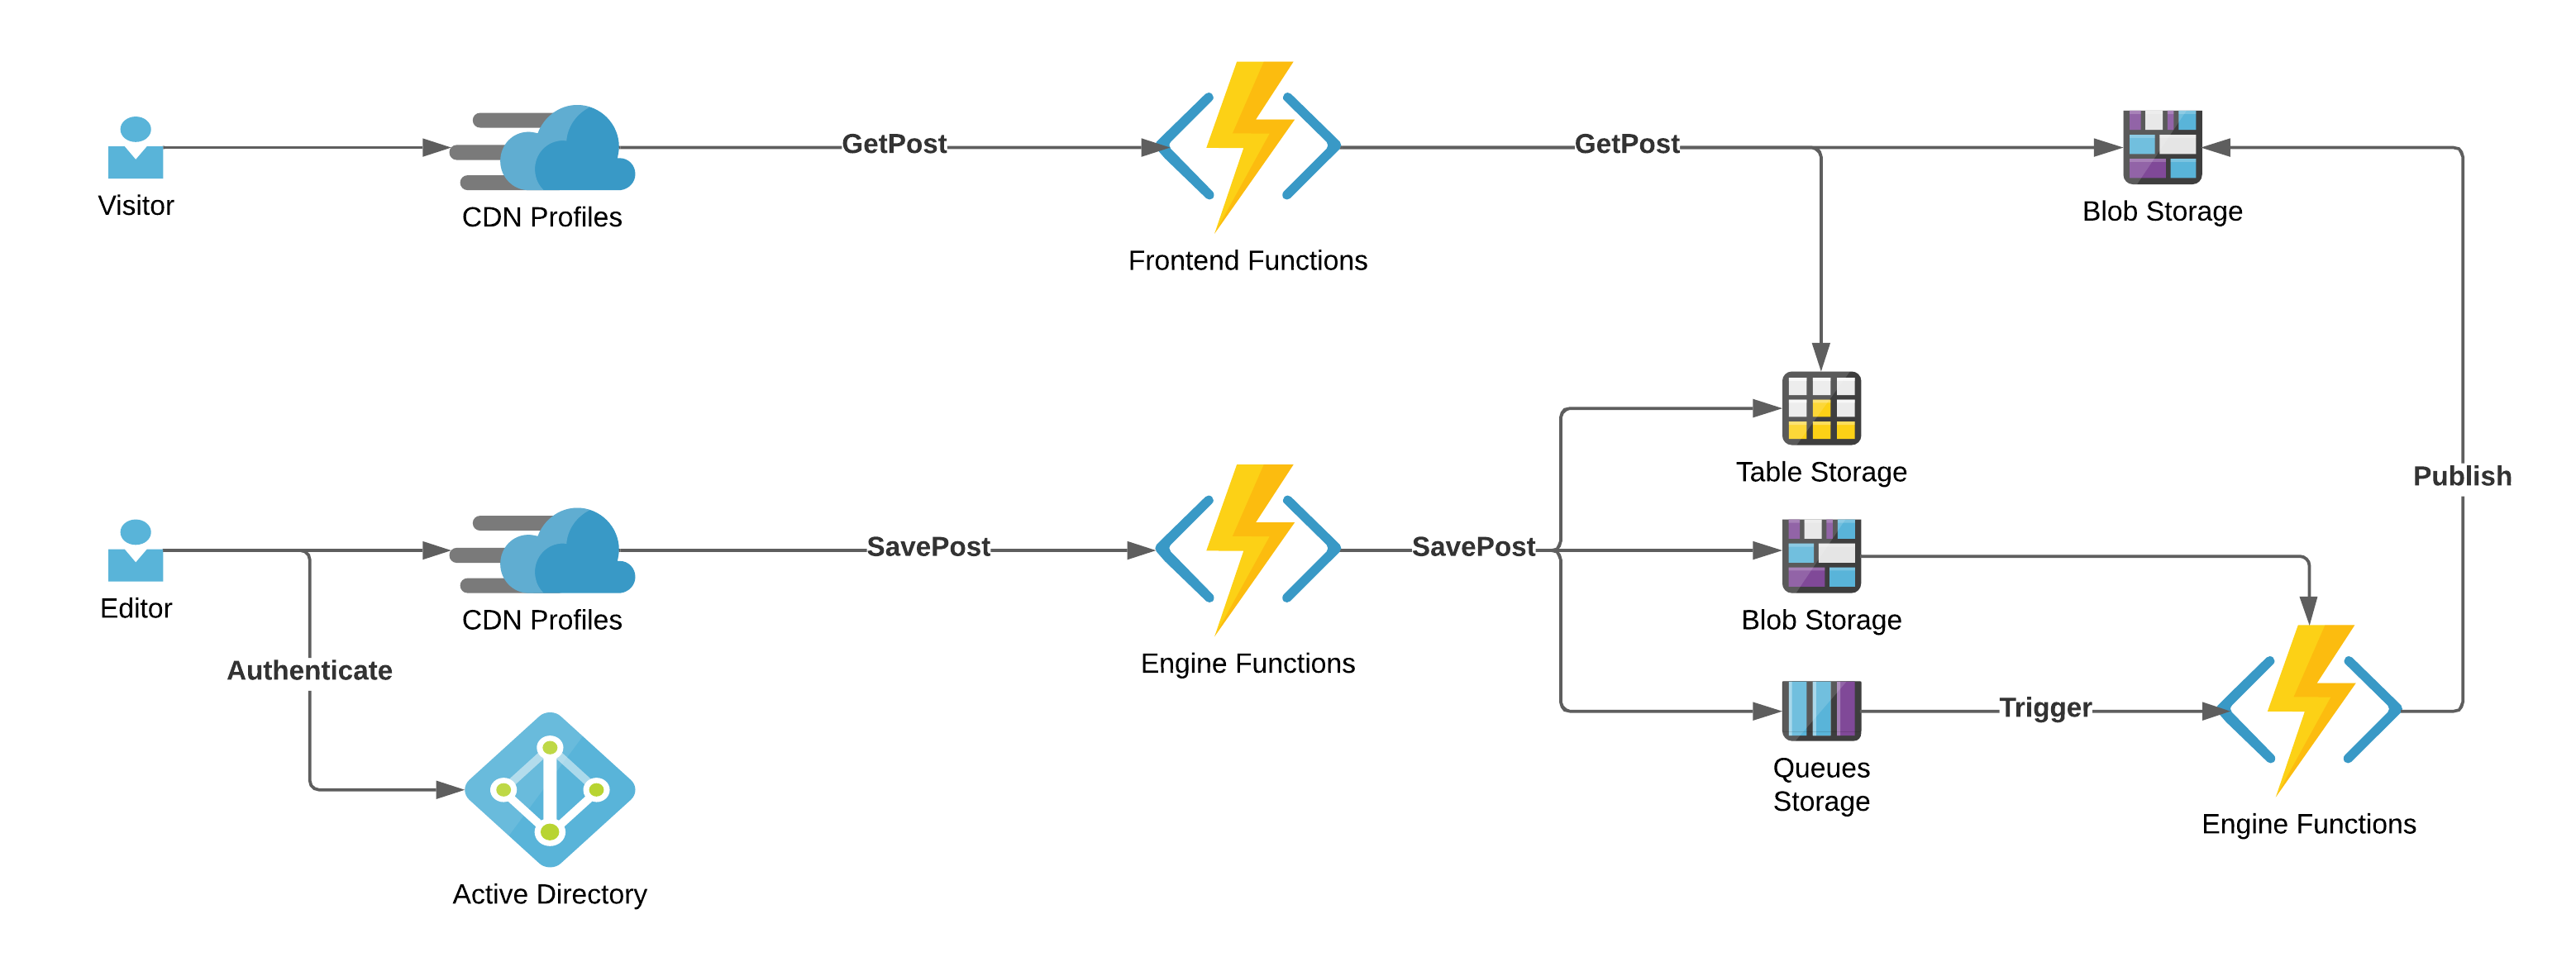 GetPost
GetPost
Visitor
CDN Profiles
Blob Storage
Frontend Functions
Table Storage
Publish
SavePost
SavePost
Editor
CDN Profiles
Blob Storage
Engine Functions
Authenticate
Trigger
Queues
Storage
Engine Functions
Active Directory